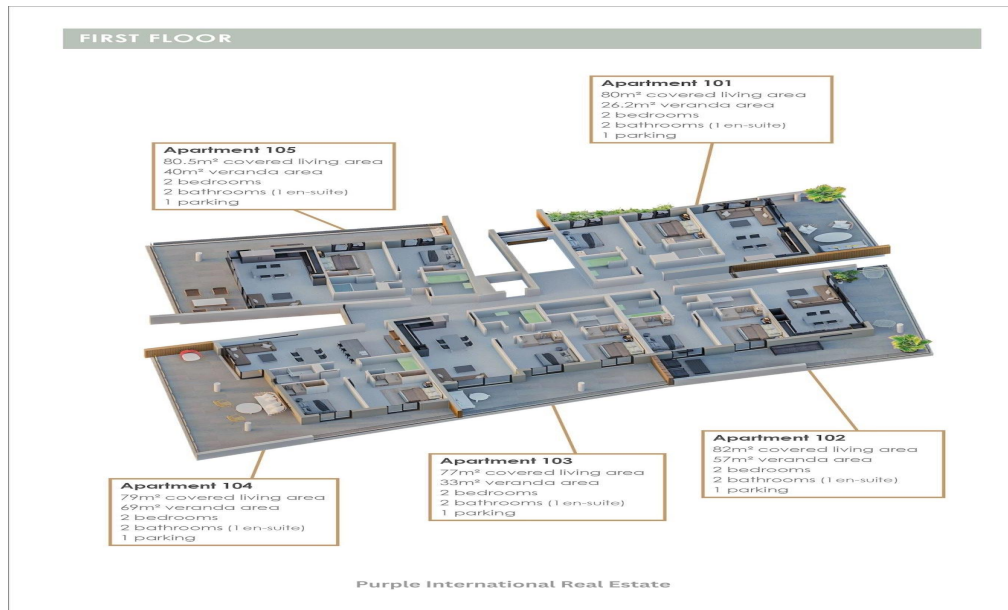 FIRST FLOOR
Apartment 101
80m² covered living area
26.2m² veranda area
2 bedrooms
2 bathrooms (1 en-suite)
1 parking
Apartment 105
80.5m² covered living area
40m² veranda area
2 bedrooms
2 bathrooms (1 en-suite)
1 parking
Apartment 102
82m² covered living area
57m² veranda area
2 bedrooms
2 bathrooms (1 en-suite)
1 parking
Apartment 103
77m² covered living area
33m² veranda area
2 bedrooms
2 bathrooms (1 en-suite)
1 parking
Apartment 104
79m² covered living area
69m² veranda area
2 bedrooms
2 bathrooms (1 en-suite)
1 parking
Purple International Real Estate